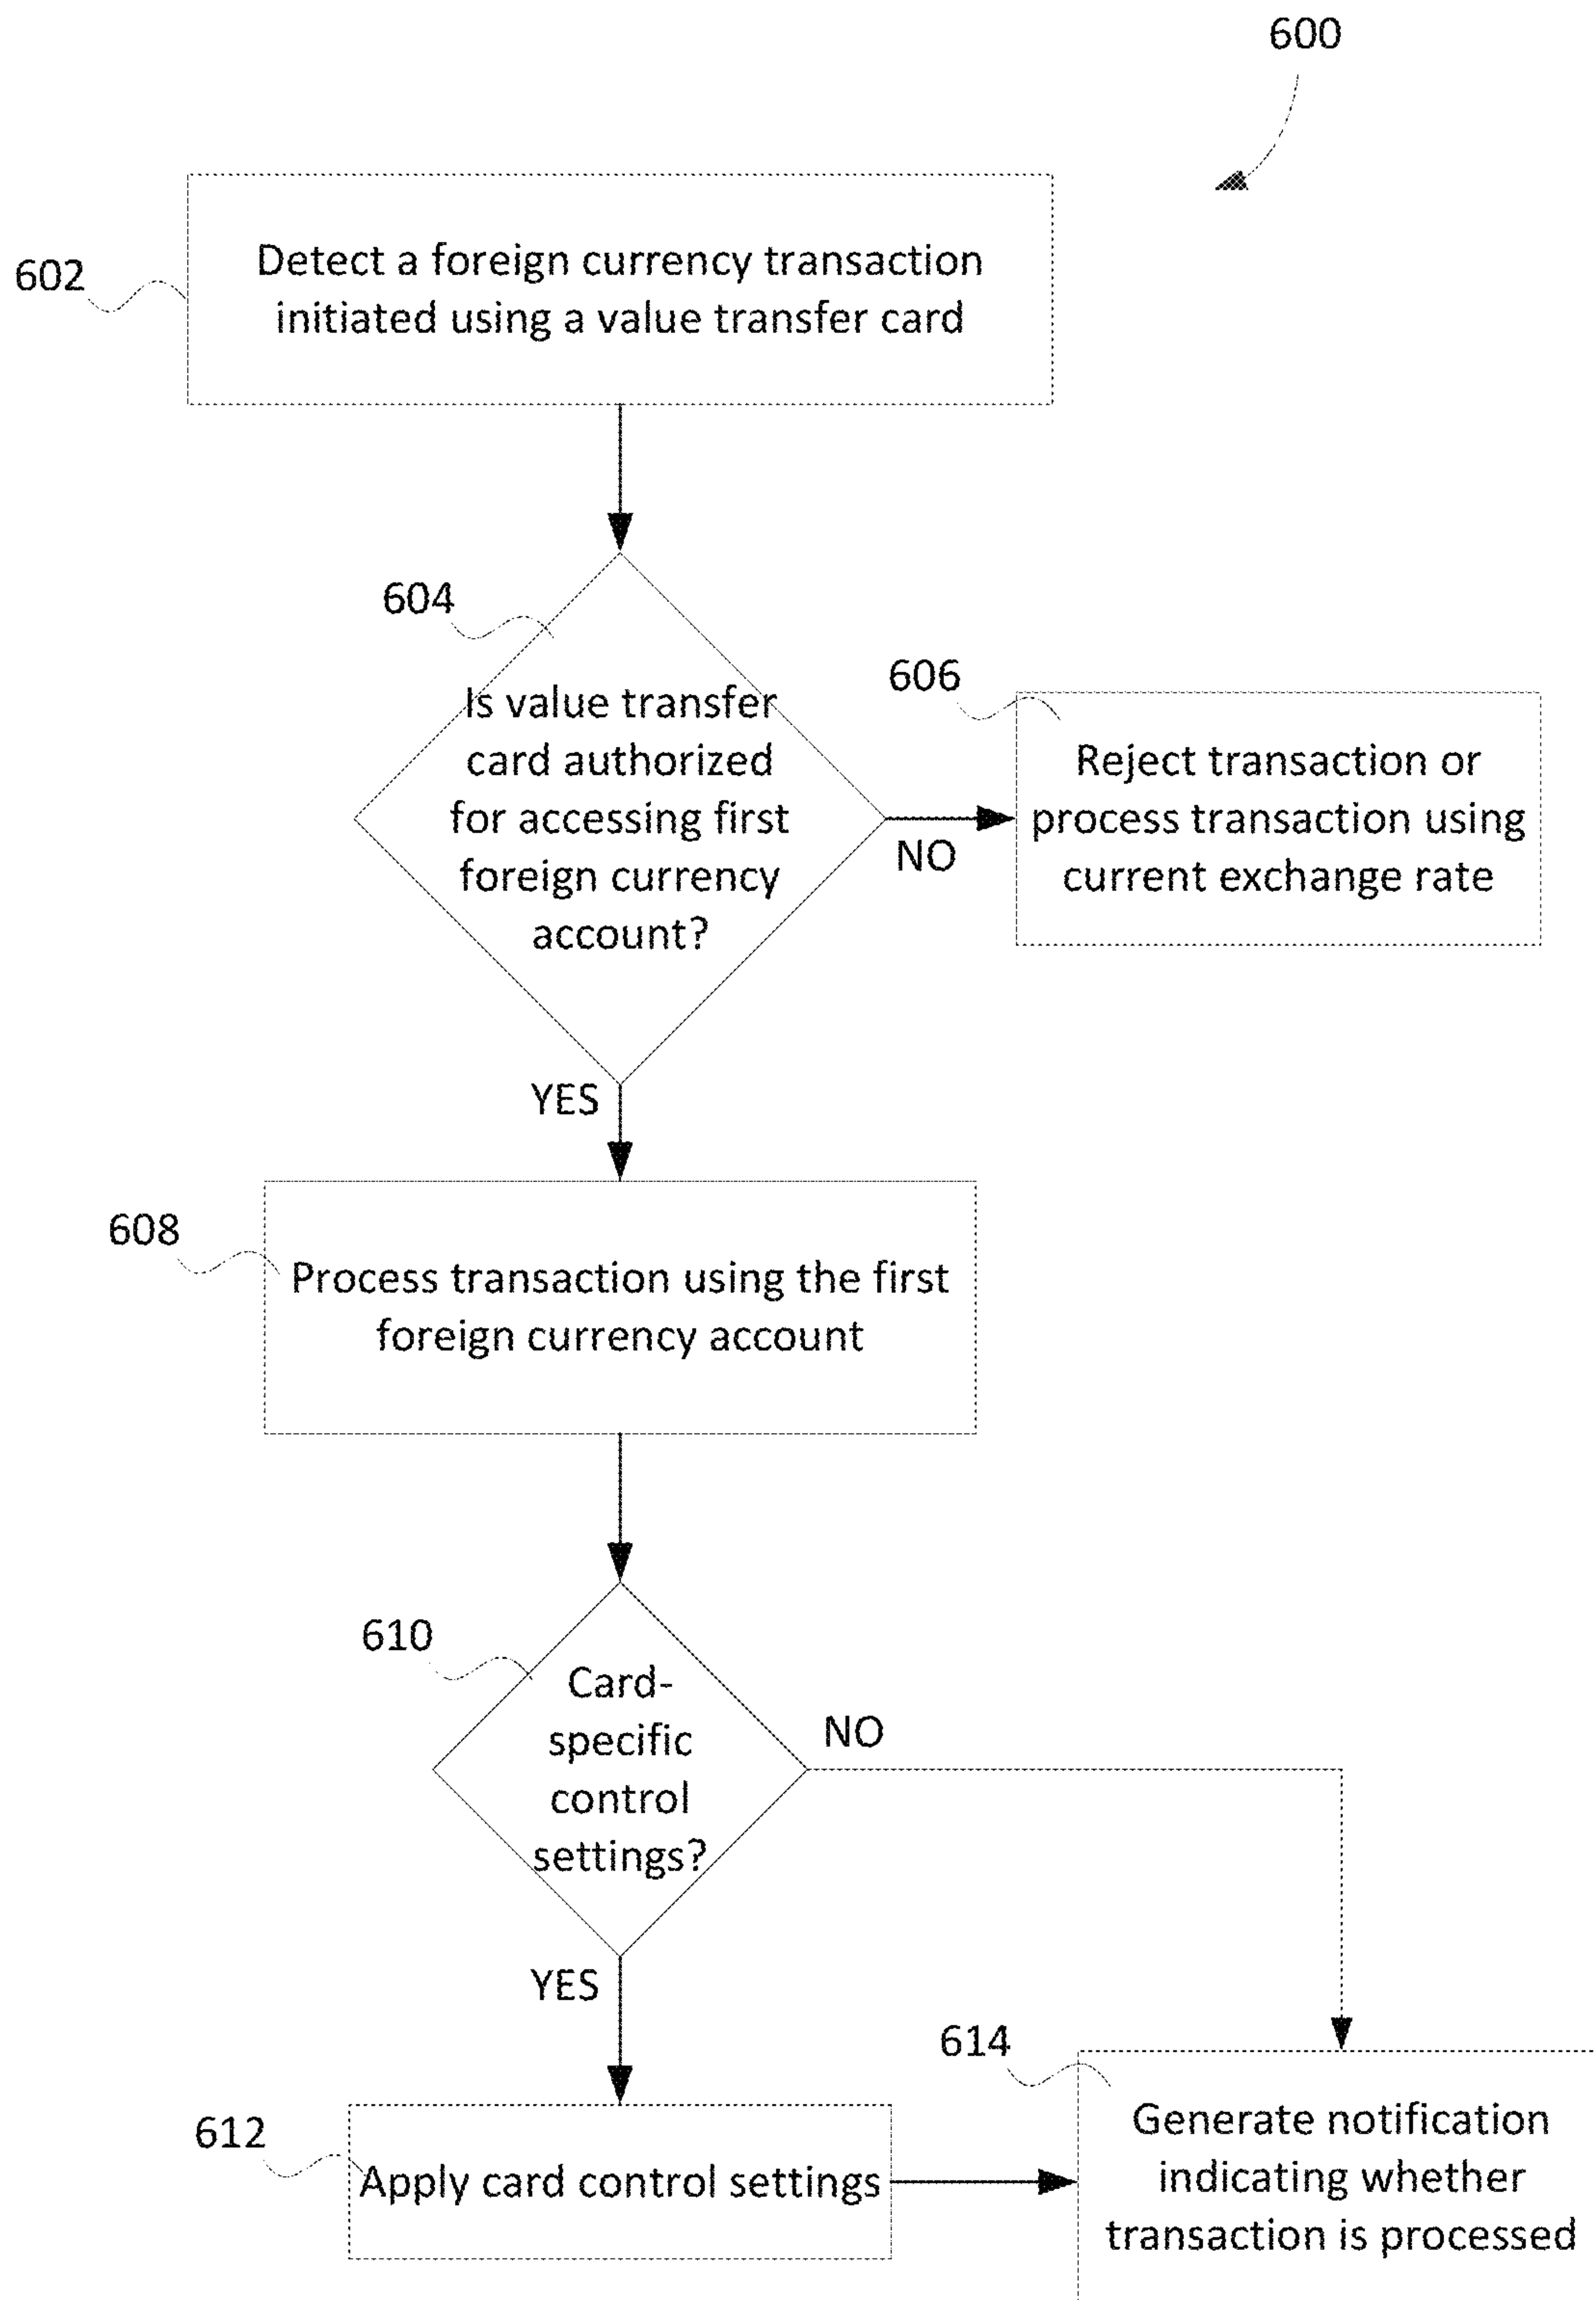 600
602
Detect a foreign currency transaction
initiated using a value transfer card
604
Is value transfer
card authorized
for accessing first
foreign currency
account?
606
Reject transaction or
process transaction using
current exchange rate
NO
YES
608
Process transaction using the first
foreign currency account
610
Card-
specific
control
settings?
NO
YES
612
Apply card control settings
614
Generate notification
indicating whether
transaction is processed